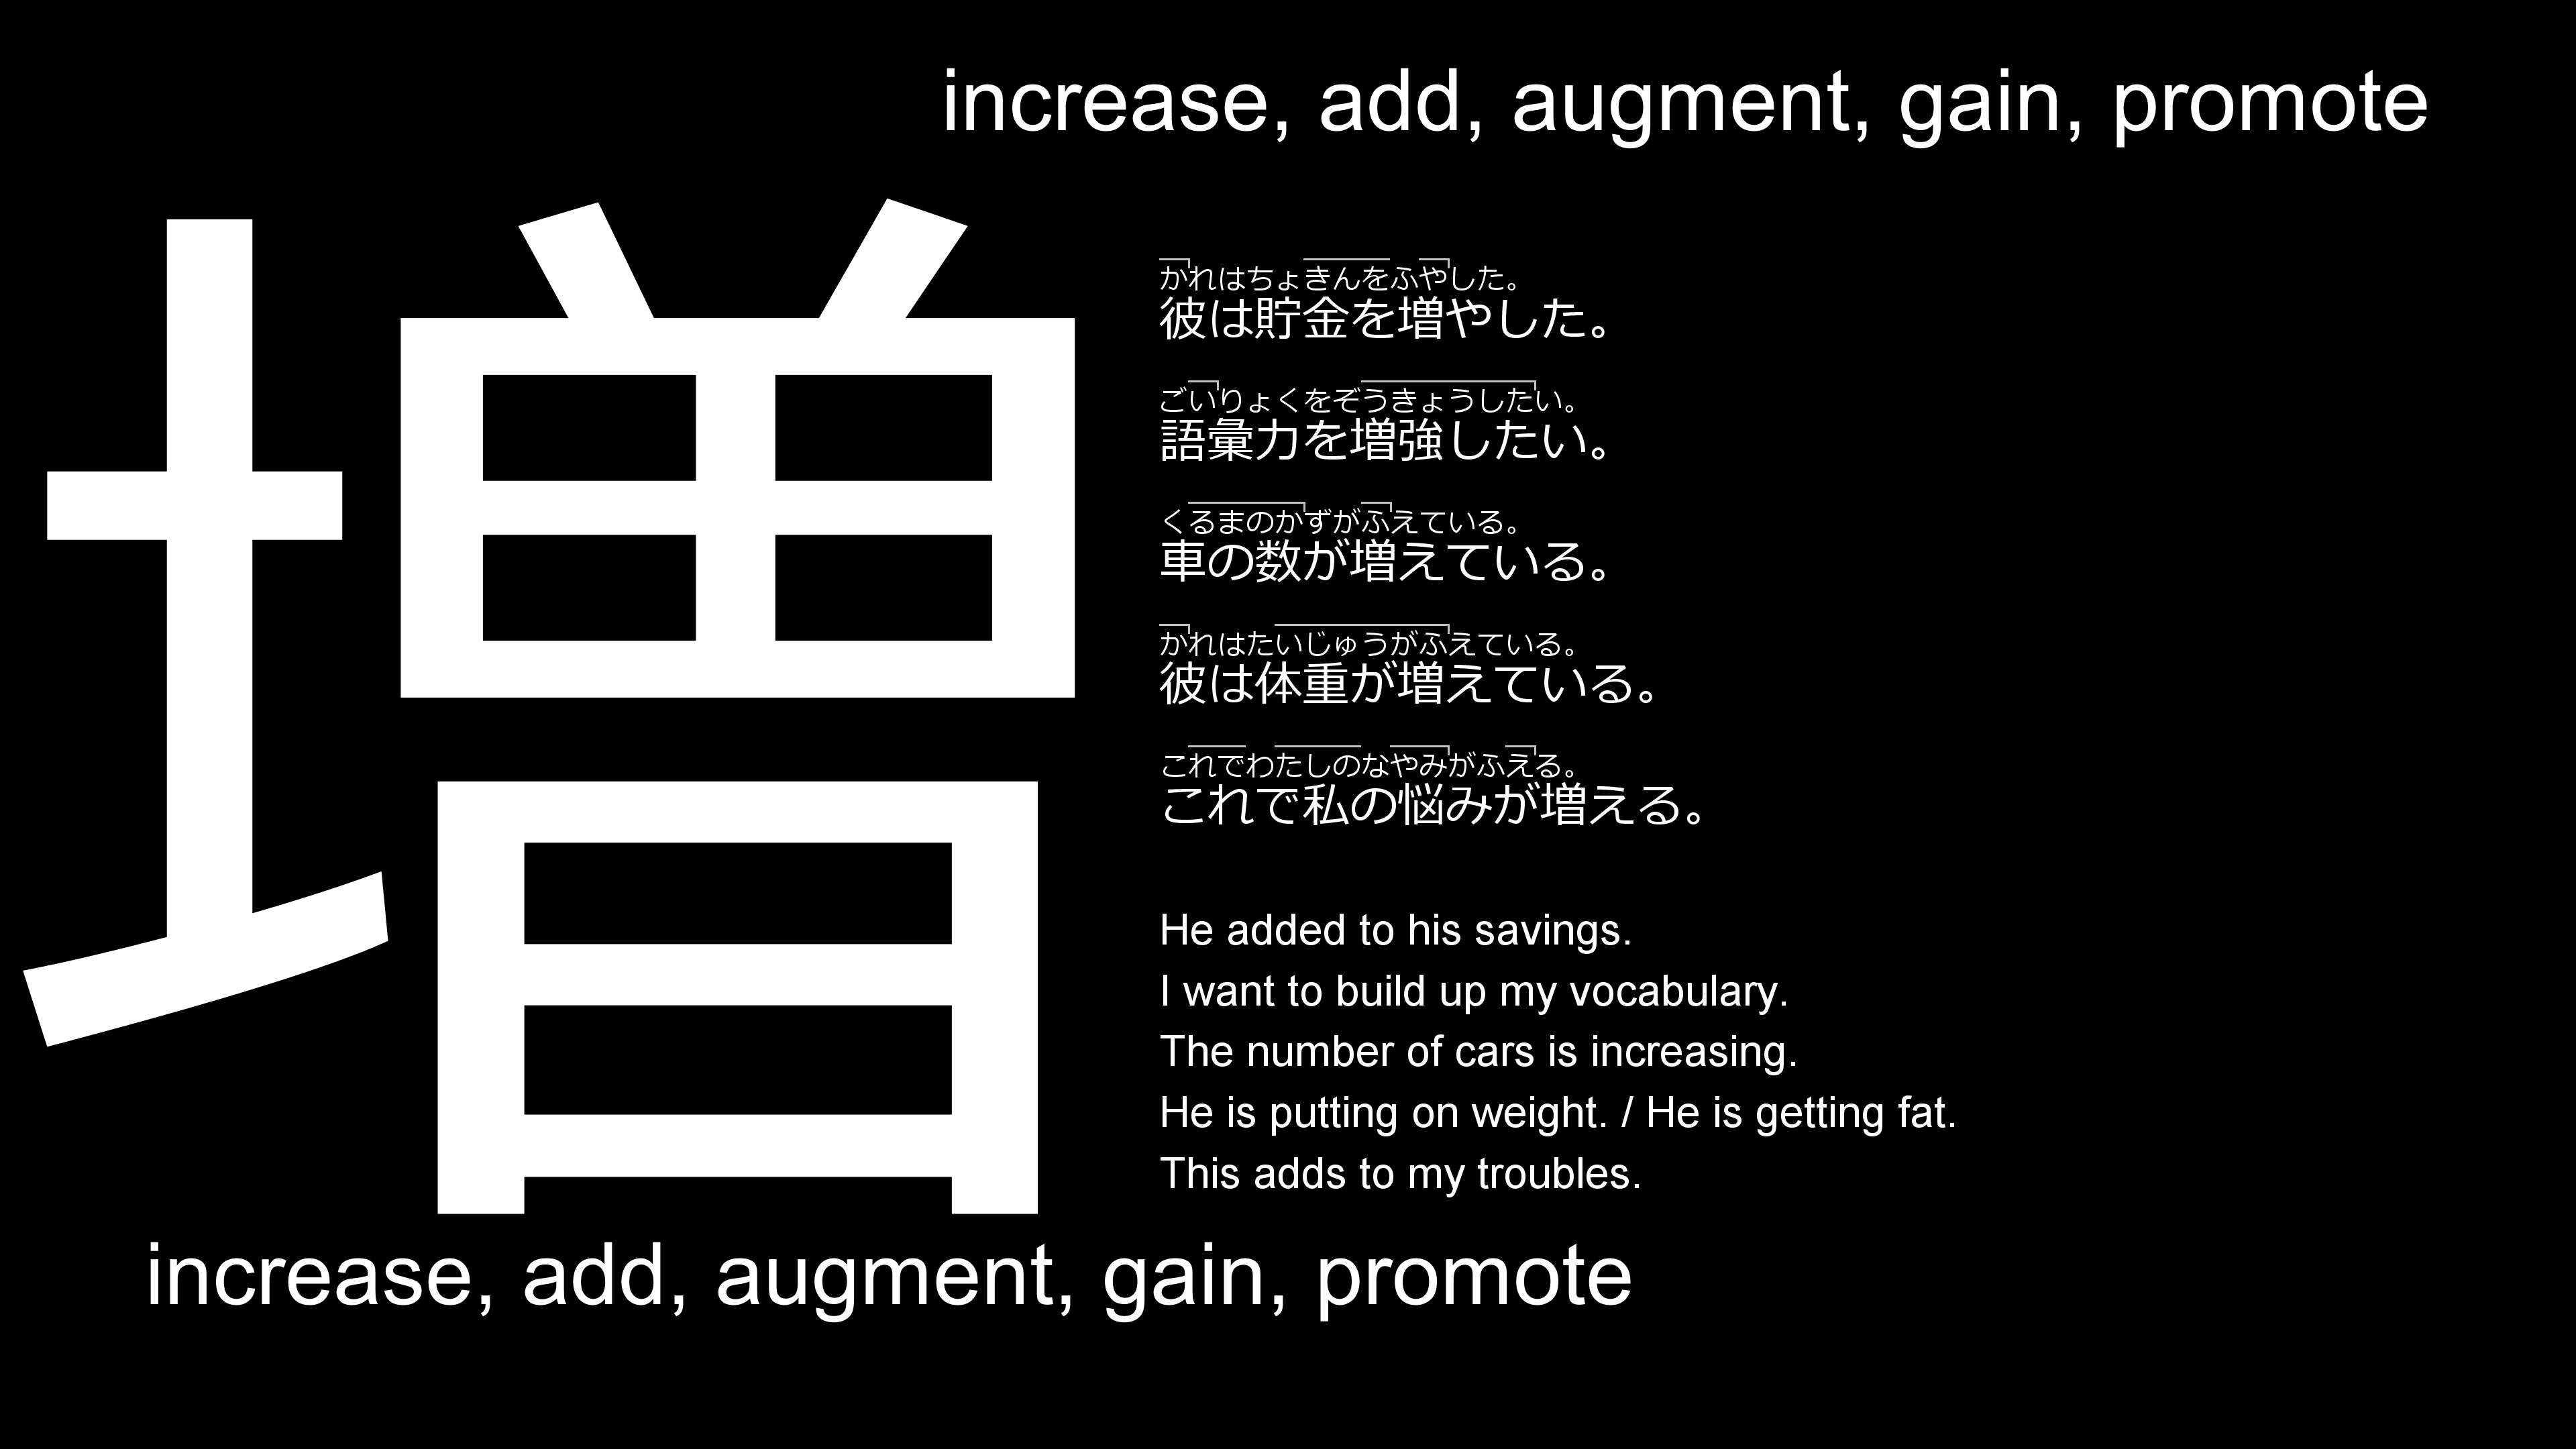 increase, add, augment, gain, promote
増
かれはちょきんをふやした。
彼は貯金を増やした。
ごいりょくをぞうきょうしたい。
語彙力を増強したい。
くるまのかずがふえている。
車の数が増えている。
かれはたいじゅうがふえている。
彼は体重が増えている。
これでわたしのなやみがふえる。
これで私の悩みが増える。
He added to his savings.
I want to build up my vocabulary.
The number of cars is increasing.
He is putting on weight. / He is getting fat.
This adds to my troubles.
increase, add, augment, gain, promote